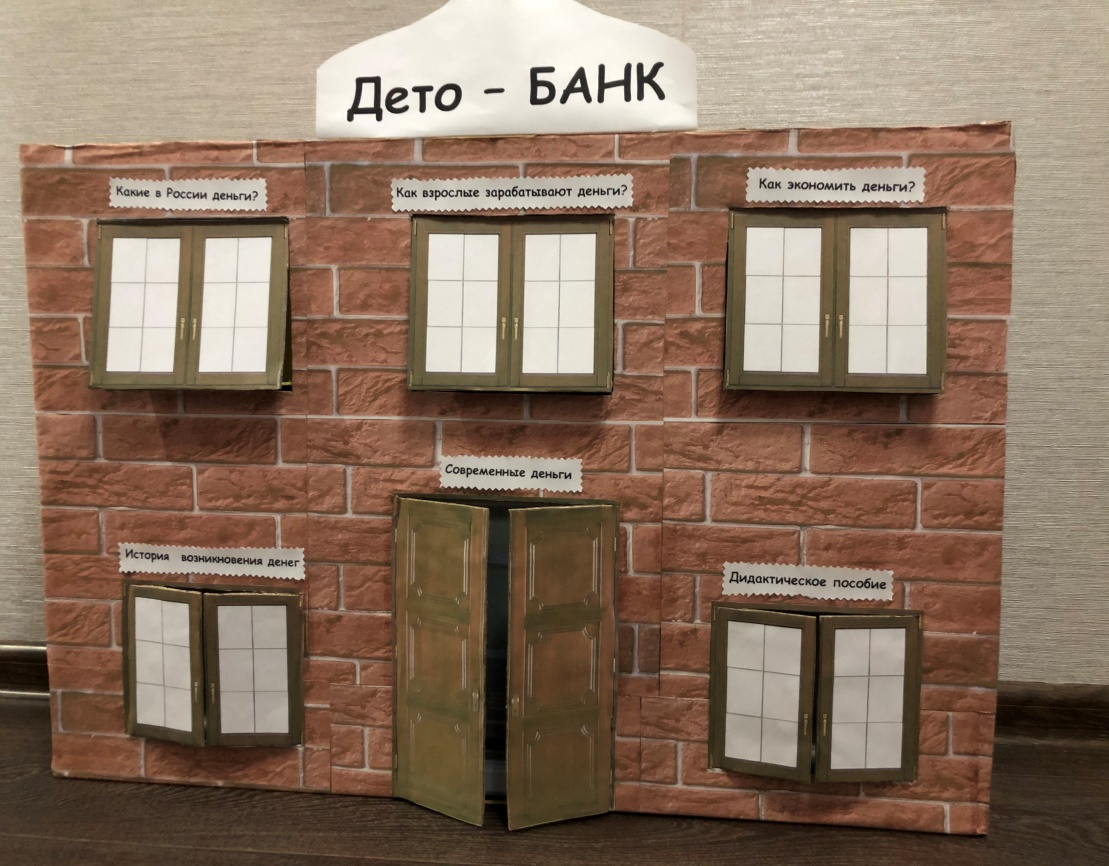 Дето - БАНК
Какие в России деньги?
Как взрослые зарабатывают деньги?
Как экономить деньги?
Современные деньги
История возникновения денег
Дидактическое пособие